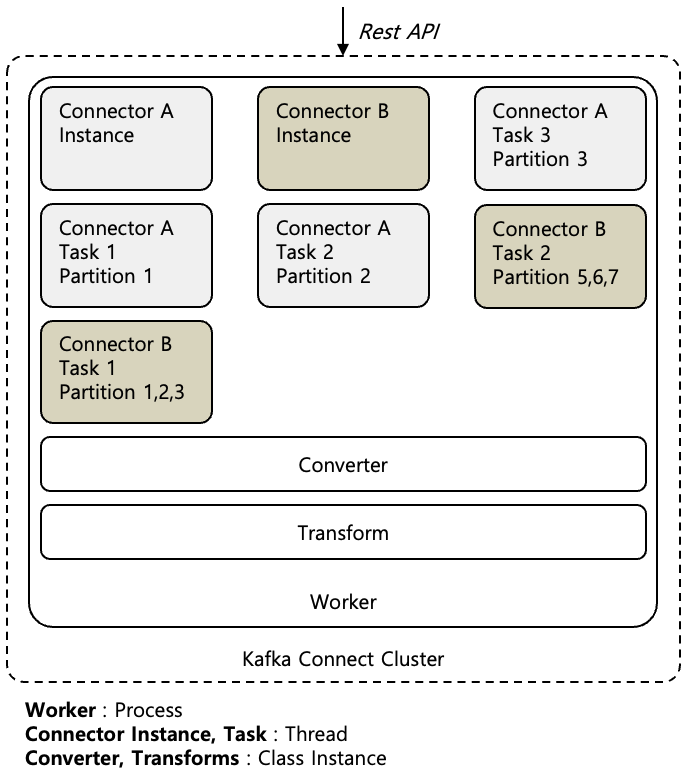 Rest API
Connector A
Instance
Connector B
Instance
Connector A
Task 3
Partition 3
Connector A
Task 1
Partition 1
Connector A
Task 2
Partition 2
Connector B
Task 2
Partition 5,6,7
Connector B
Task 1
Partition 1,2,3
Converter
Transform
Worker
Kafka Connect Cluster
Worker : Process
Connector Instance, Task : Thread
Converter, Transforms : Class Instance